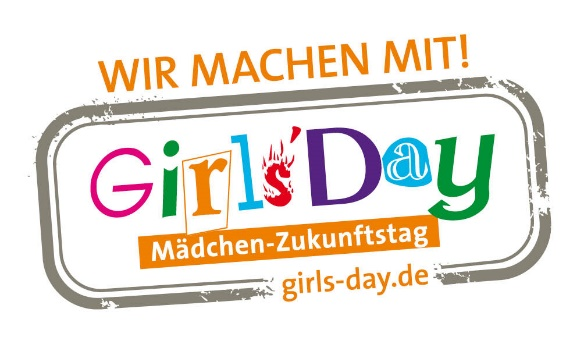 WIR MACHEN MIT!
Girls'Day
Mädchen-Zukunftstag
girls-day.de